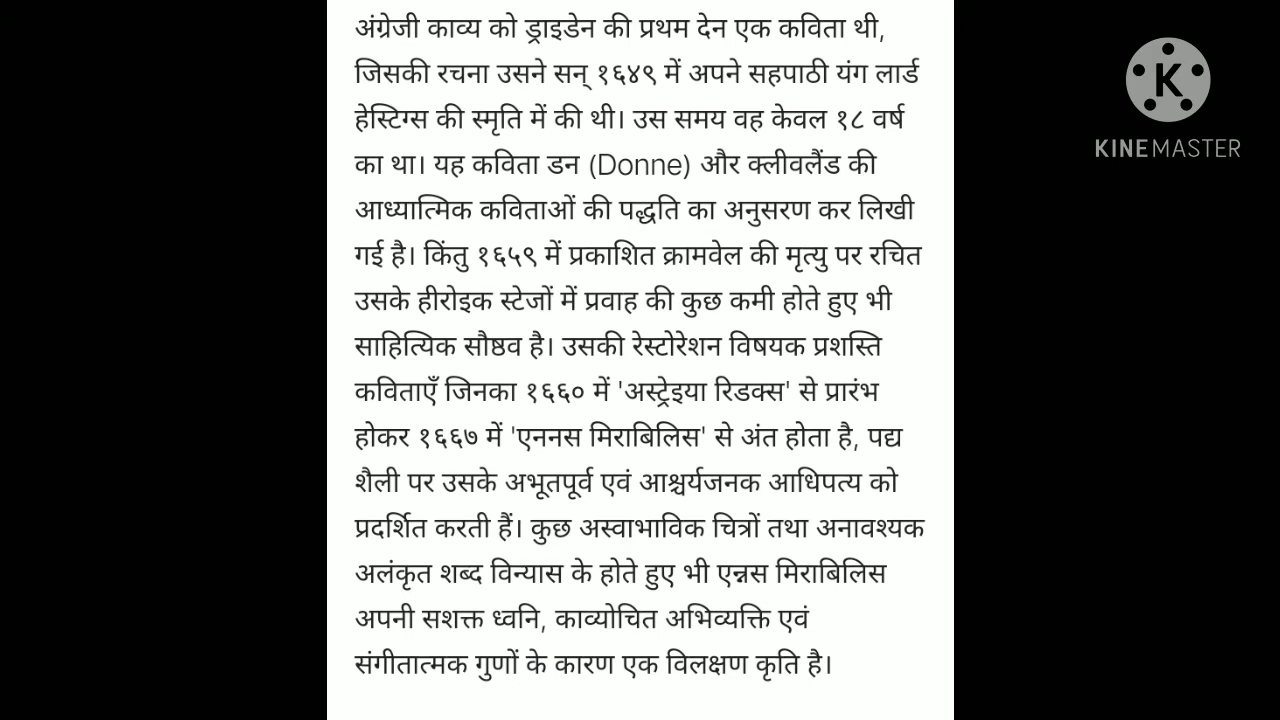 अंग्रेजी काव्य को ड्राइडेन की प्रथम देन एक कविता थी,
जिसकी रचना उसने सन् १६४९ में अपने सहपाठी यंग लार्ड
हेस्टिग्स की स्मृति में की थी। उस समय वह केवल १८ वर्ष
का था। यह कविता डन (Donne) और क्लीवलैंड की
आध्यात्मिक कविताओं की पद्धति का अनुसरण कर लिखी
गई है। किंतु १६५९ में प्रकाशित क्रामवेल की मृत्यु पर रचित
उसके हीरोइक स्टेजों में प्रवाह की कुछ कमी होते हुए भी
साहित्यिक सौष्ठव है। उसकी रेस्टोरेशन विषयक प्रशस्ति
कविताएँ जिनका १६६० में 'अस्ट्रेइया रिडक्स' से प्रारंभ
होकर १६६७ में 'एननस मिराबिलिस' से अंत होता है, पद्य
शैली पर उसके अभूतपूर्व एवं आश्चर्यजनक आधिपत्य को
प्रदर्शित करती हैं। कुछ अस्वाभाविक चित्रों तथा अनावश्यक
अलंकृत शब्द विन्यास के होते हुए भी एन्नस मिराबिलिस
अपनी सशक्त ध्वनि, काव्योचित अभिव्यक्ति एवं
संगीतात्मक गुणों के कारण एक विलक्षण कृति है।
K
KINEMASTER